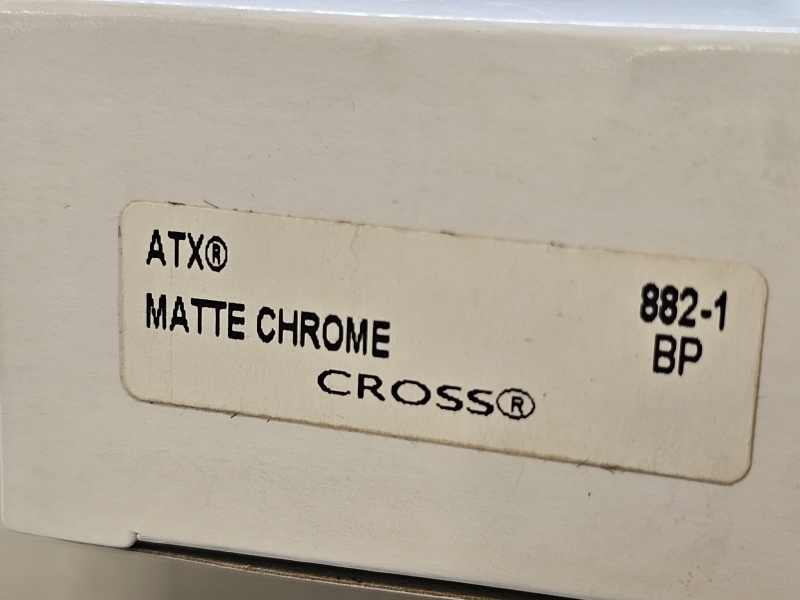 ATX®
MATTE CHROME
CROSS®
882-1
BP